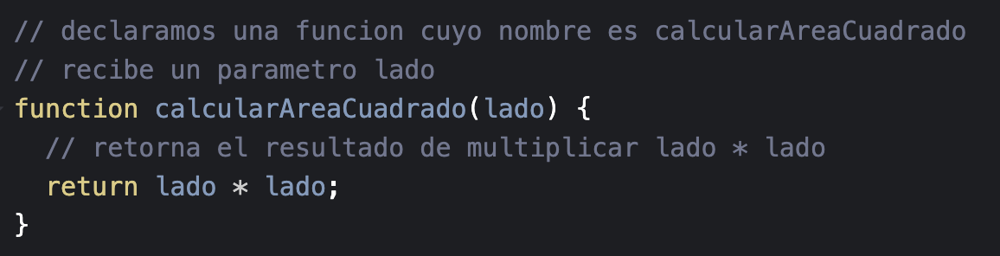 // declaramos una funcion cuyo nombre es calcularAreaCuadrado
// recibe un parametro lado
function calcularAreaCuadrado(lado) {
  // retorna el resultado de multiplicar lado * lado
  return lado * lado;
}